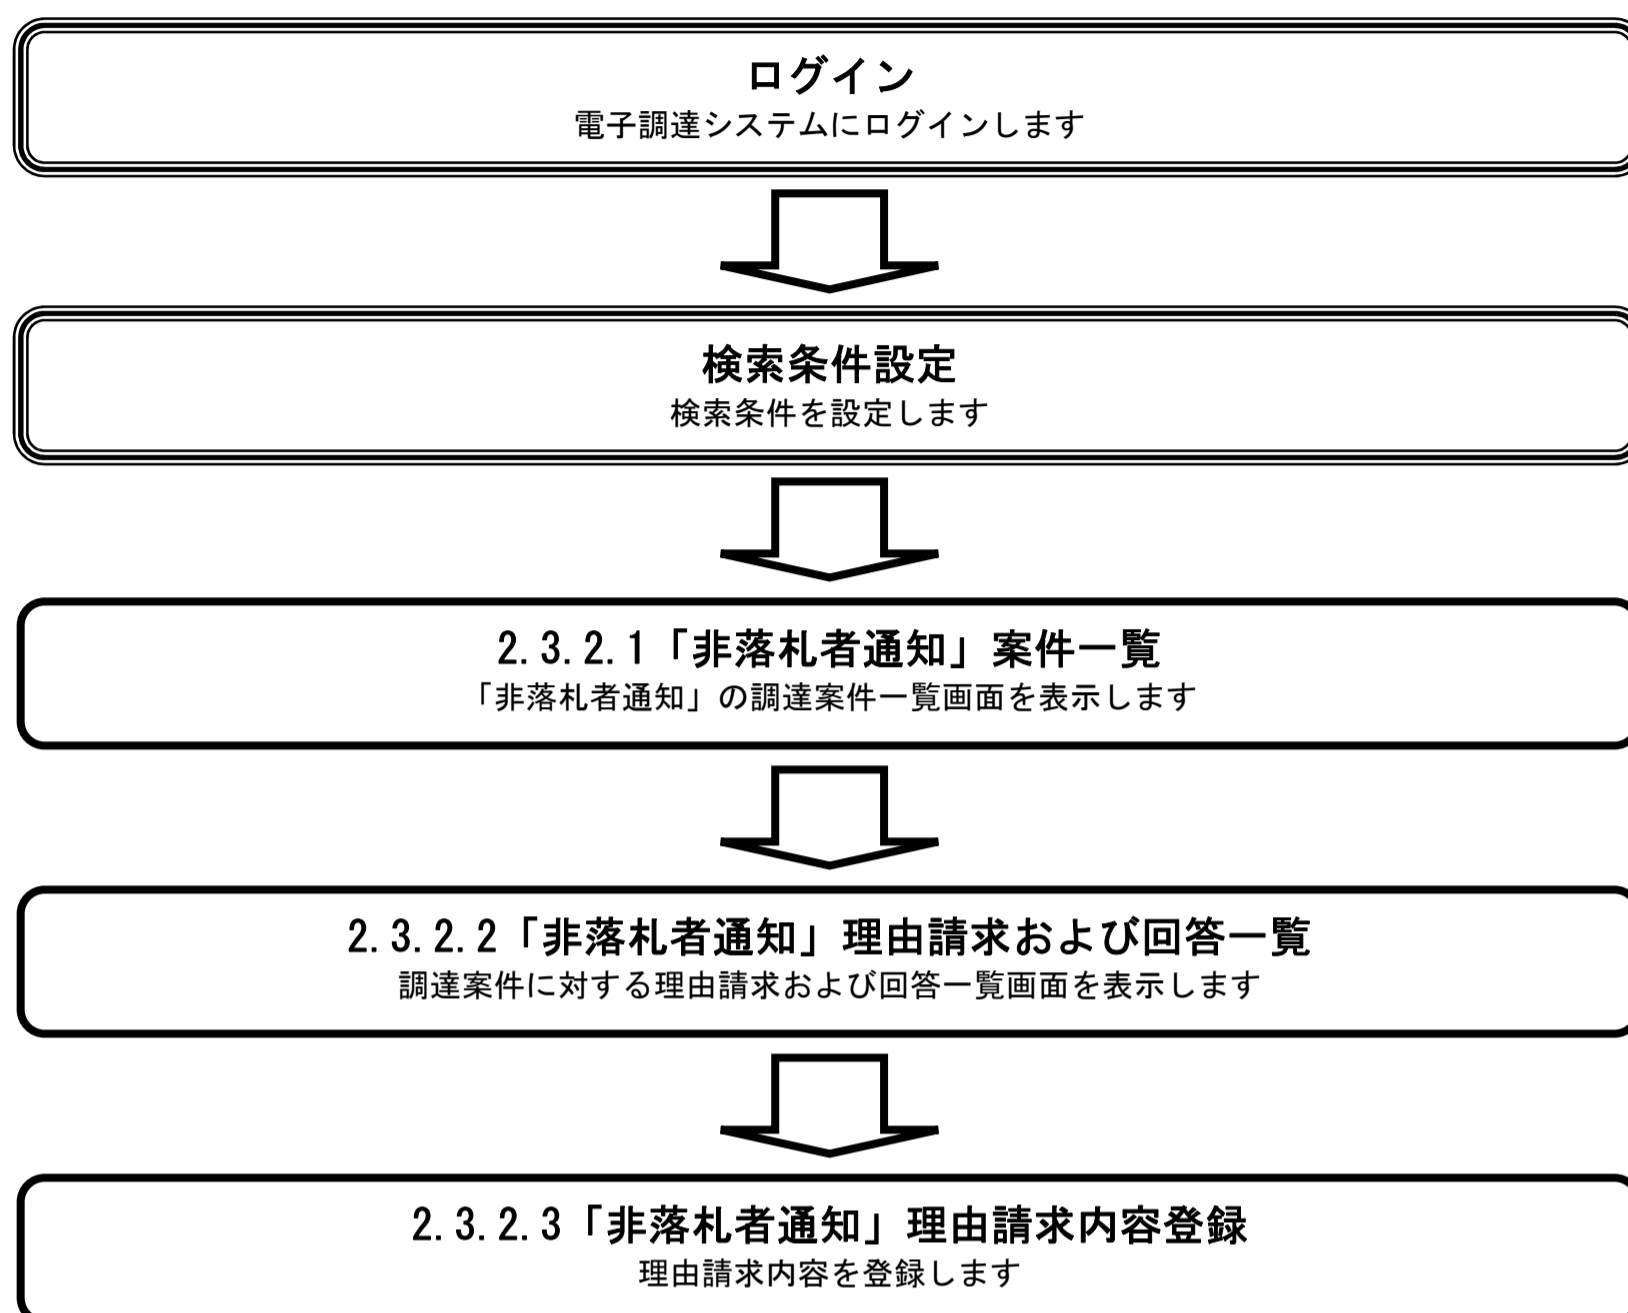 ログイン
電子調達システムにログインします
検索条件設定
検索条件を設定します
2.3.2.1「非落札者通知」案件一覧
「非落札者通知」の調達案件一覧画面を表示します
2.3.2.2「非落札者通知」理由請求および回答一覧
調達案件に対する理由請求および回答一覧画面を表示します
2.3.2.3「非落札者通知」理由請求内容登録
理由請求内容を登録します